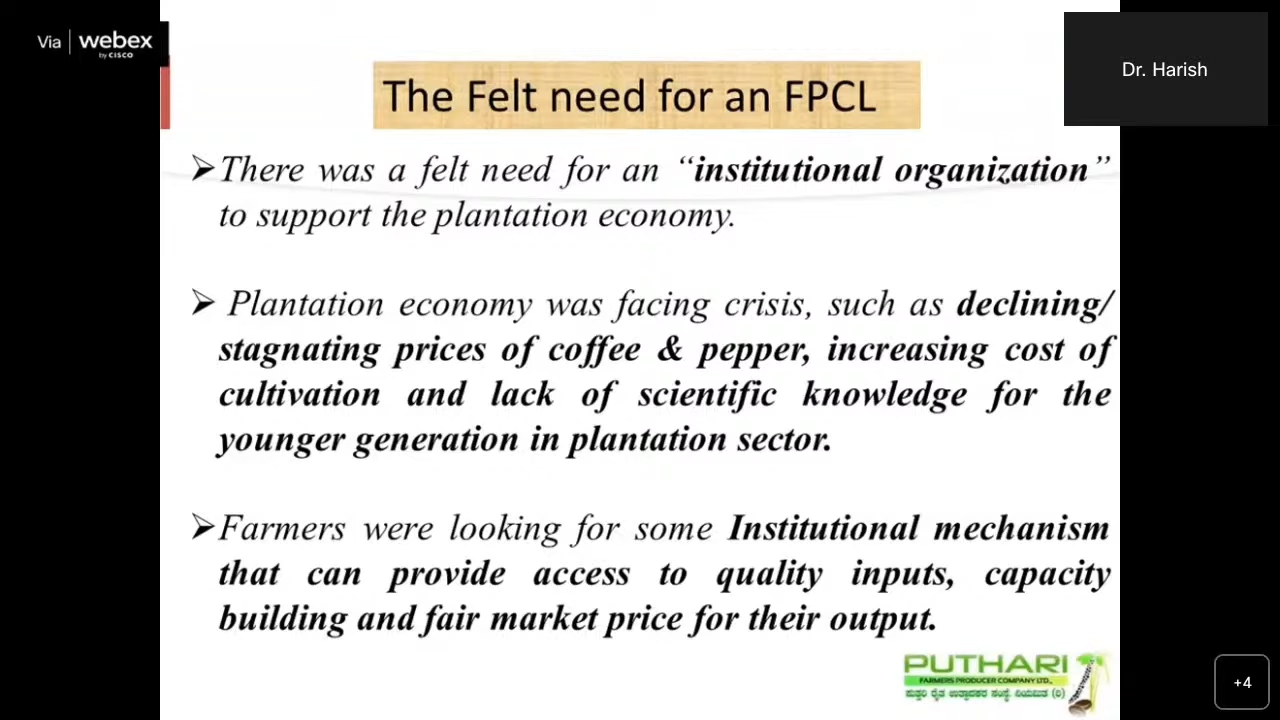 Via webex
by CISCO
Dr. Harish
The Felt need for an FPCL
➢There was a felt need for an “institutional organization”
to support the plantation economy.
➢ Plantation economy was facing crisis, such as declining/
stagnating prices of coffee & pepper, increasing cost of
cultivation and lack of scientific knowledge for the
younger generation in plantation sector.
➢Farmers were looking for some Institutional mechanism
that can provide access to quality inputs, capacity
building and fair market price for their output.
PUTHARI
FARMERS PRODUCER COMPANY LTD.,
ಪುತ್ತರಿ ರೈತ ಉತ್ಪಾದಕರ ಸಂಸ್ಥೆ ನಿಯಮಿತ (ರಿ)
+4